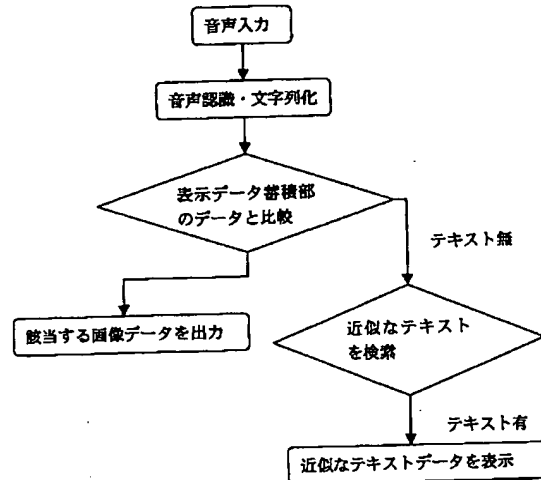 音声入力
音声認識・文字列化
表示データ蓄積部
のデータと比較
テキスト無
該当する画像データを出力
近似なテキスト
を検索
テキスト有
近似なテキストデータを表示